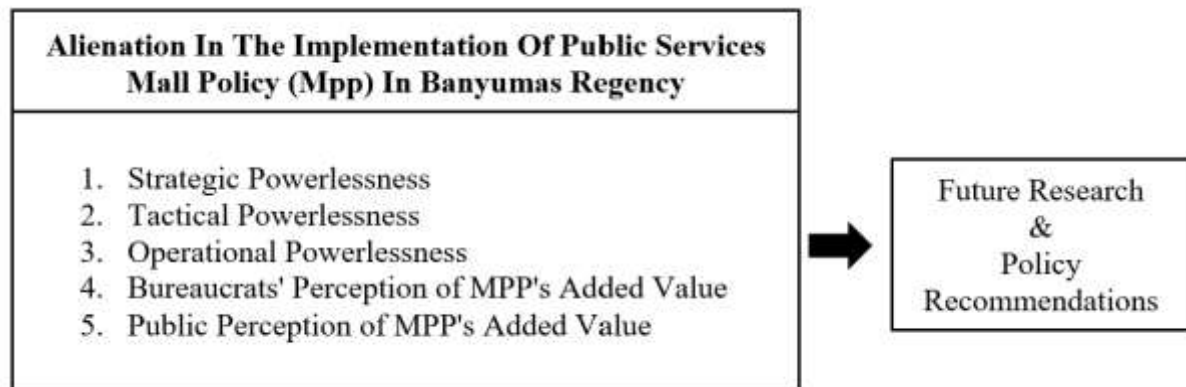 Alienation In The Implementation Of Public Services
Mall Policy (Mpp) In Banyumas Regency
1. Strategic Powerlessness
2. Tactical Powerlessness
3. Operational Powerlessness
4. Bureaucrats' Perception of MPP's Added Value
5. Public Perception of MPP's Added Value
Future Research
&
Policy
Recommendations